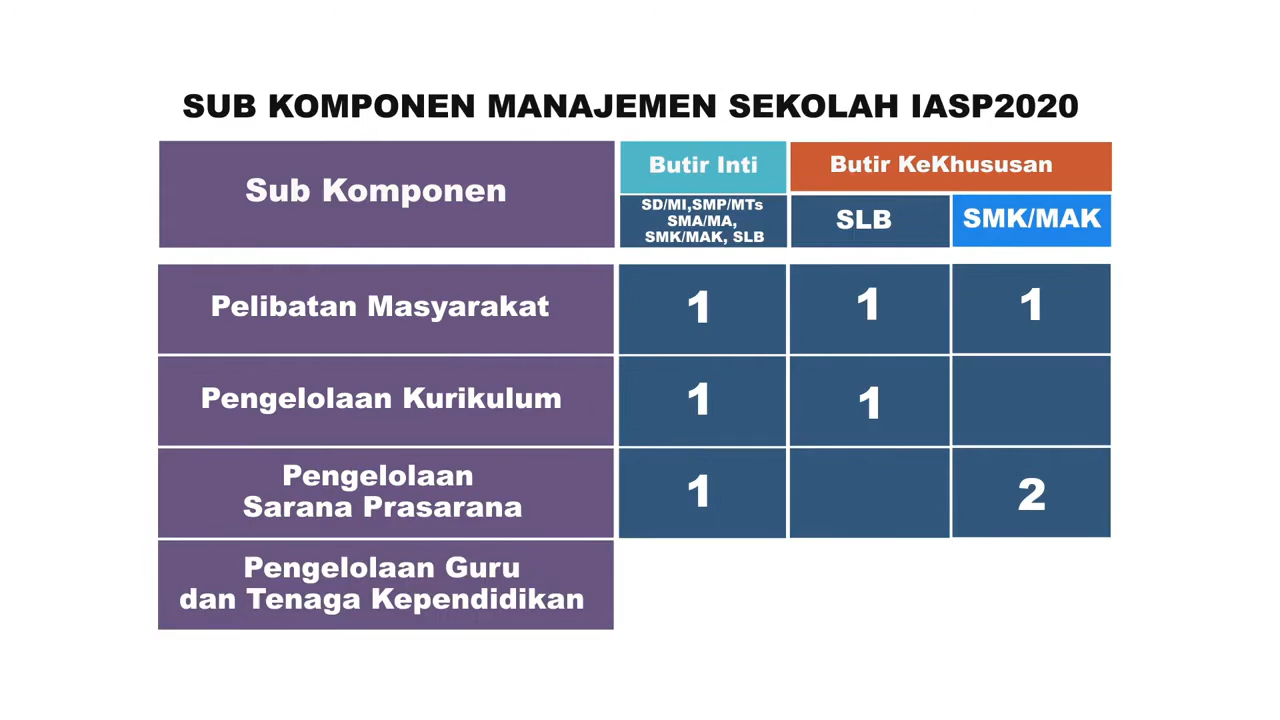 SUB KOMPONEN MANAJEMEN SEKOLAH IASP2020
Sub Komponen
Butir Inti
Butir KeKhususan
SD/MI,SMP/MTs
SMA/MA,
SMK/MAK, SLB
SLB
SMK/MAK
Pelibatan Masyarakat
1
1
1
Pengelolaan Kurikulum
1
1
Pengelolaan
Sarana Prasarana
1
2
Pengelolaan Guru
dan Tenaga Kependidikan